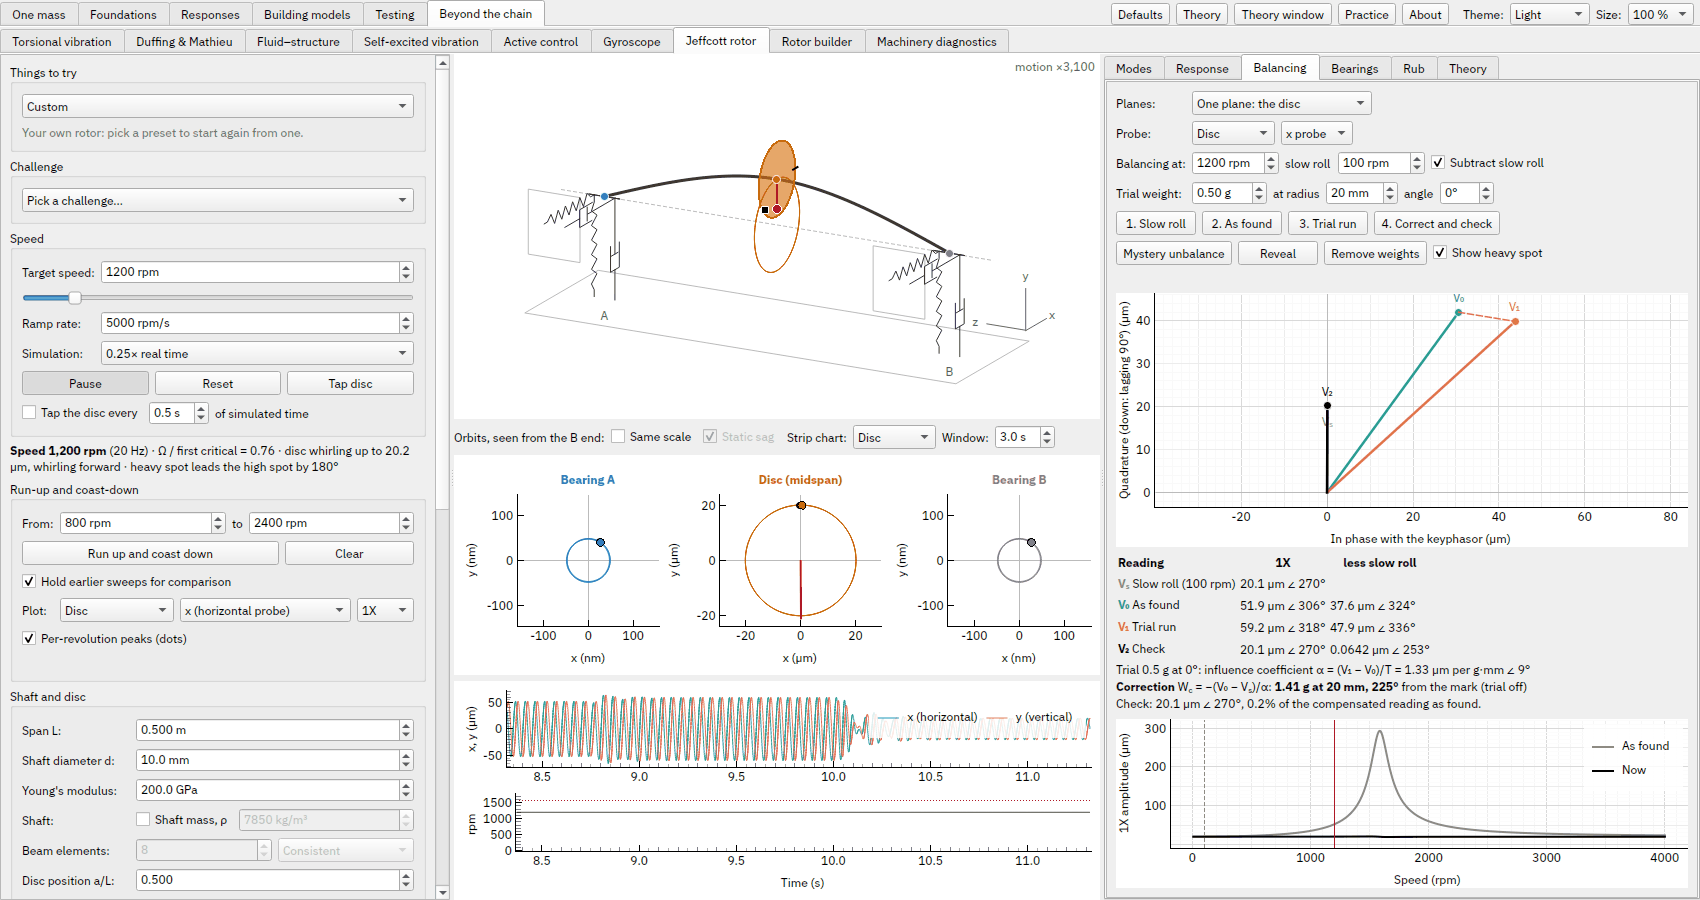 One mass Foundations Responses Building models Testing Beyond the chain Defaults Theory Theory window Practice About Theme: Light Size: 100 %
Torsional vibration Duffing & Mathieu Fluid–structure Self-excited vibration Active control Gyroscope Jeffcott rotor Rotor builder Machinery diagnostics
Things to try
Custom
Your own rotor: pick a preset to start again from one.
Challenge
Pick a challenge...
Speed
Target speed: 1200 rpm
Ramp rate: 5000 rpm/s
Simulation: 0.25× real time
Pause Reset Tap disc
Tap the disc every 0.5 s of simulated time
Speed 1,200 rpm (20 Hz) · Ω / first critical = 0.76 · disc whirling up to 20.2
µm, whirling forward · heavy spot leads the high spot by 180°
Run-up and coast-down
From: 800 rpm to 2400 rpm
Run up and coast down Clear
Hold earlier sweeps for comparison
Plot: Disc x (horizontal probe) 1X
Per-revolution peaks (dots)
Shaft and disc
Span L: 0.500 m
Shaft diameter d: 10.0 mm
Young's modulus: 200.0 GPa
Shaft: Shaft mass, ρ 7850 kg/m³
Beam elements: 8 Consistent
Disc position a/L: 0.500
motion ×3,100
A
B
y
x
z
Orbits, seen from the B end: Same scale Static sag Strip chart: Disc Window: 3.0 s
Bearing A Disc (midspan) Bearing B
y (nm) 100 0 -100
-100 0 100
x (nm)
y (µm) 20 0 -20
-20 0 20
x (µm)
y (nm) 100 0 -100
-100 0 100
x (nm)
x, y (µm) 50 0 -50
x (horizontal) y (vertical)
8.5 9.0 9.5 10.0 10.5 11.0
rpm 1500 1000 500 0
8.5 9.0 9.5 10.0 10.5 11.0
Time (s)
Modes Response Balancing Bearings Rub Theory
Planes: One plane: the disc
Probe: Disc x probe
Balancing at: 1200 rpm slow roll 100 rpm Subtract slow roll
Trial weight: 0.50 g at radius 20 mm angle 0°
1. Slow roll 2. As found 3. Trial run 4. Correct and check
Mystery unbalance Reveal Remove weights Show heavy spot
Quadrature (down: lagging 90°) (µm)
40 30 20 10 0
V₀ V₁ V₂ Vₛ
-20 0 20 40 60 80
In phase with the keyphasor (µm)
Reading 1X less slow roll
Vₛ Slow roll (100 rpm) 20.1 µm ∠ 270°
V₀ As found 51.9 µm ∠ 306° 37.6 µm ∠ 324°
V₁ Trial run 59.2 µm ∠ 318° 47.9 µm ∠ 336°
V₂ Check 20.1 µm ∠ 270° 0.0642 µm ∠ 253°
Trial 0.5 g at 0°: influence coefficient α = (V₁ − V₀)/T = 1.33 µm per g·mm ∠ 9°
Correction W꜀ = −(V₀ − Vₛ)/α: 1.41 g at 20 mm, 225° from the mark (trial off)
Check: 20.1 µm ∠ 270°, 0.2% of the compensated reading as found.
1X amplitude (µm)
300 200 100
As found
Now
0 1000 2000 3000 4000
Speed (rpm)